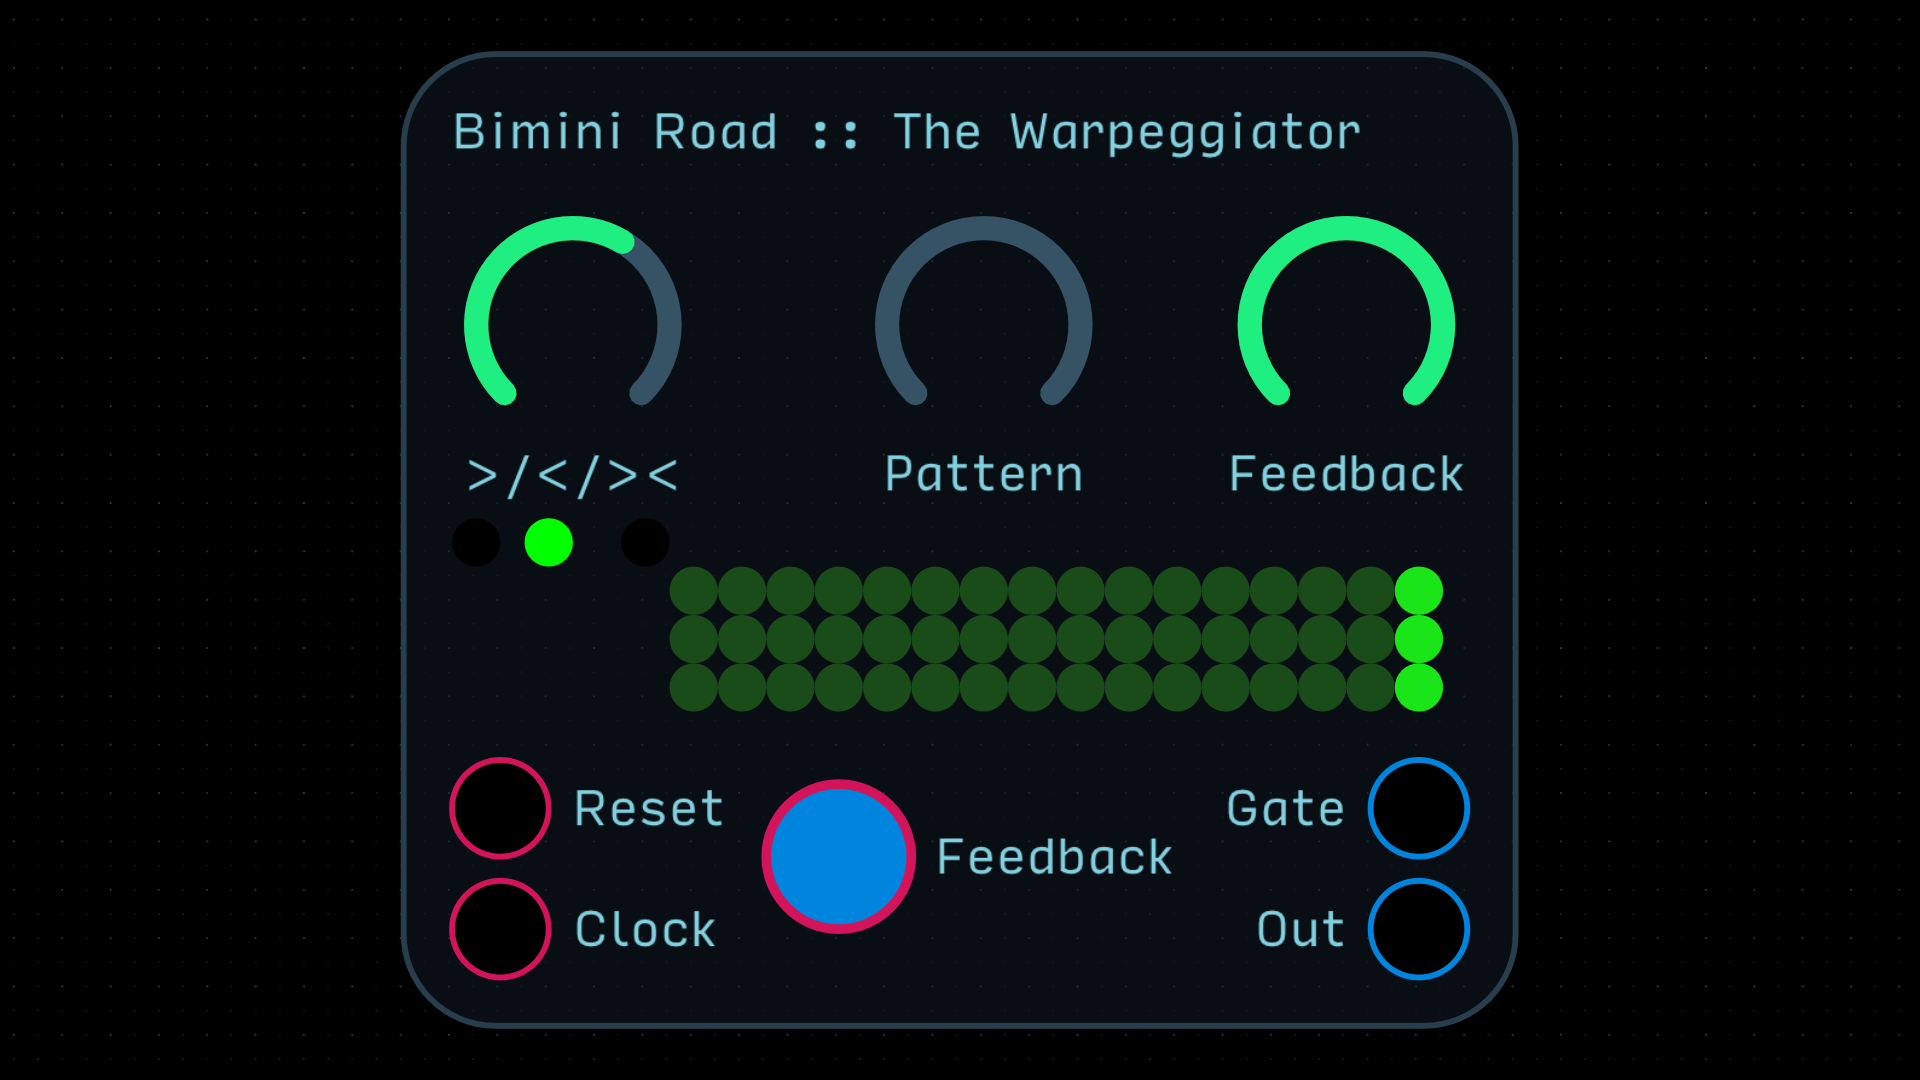 Bimini Road :: The Warpeggiator
>/</><
Pattern
Feedback
Reset
Feedback
Gate
Clock
Out